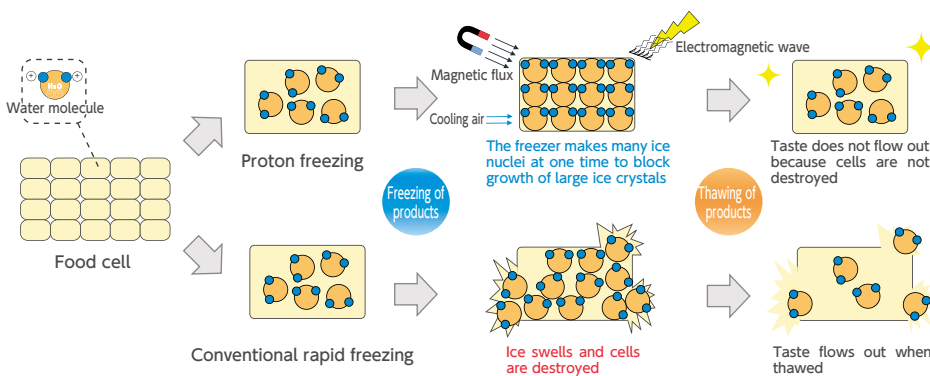 H₂O
Water molecule
Food cell
Proton freezing
Magnetic flux
Cooling air
Electromagnetic wave
The freezer makes many ice
nuclei at one time to block
growth of large ice crystals
Taste does not flow out
because cells are not
destroyed
Freezing of
products
Thawing of
products
Conventional rapid freezing
Ice swells and cells
are destroyed
Taste flows out when
thawed